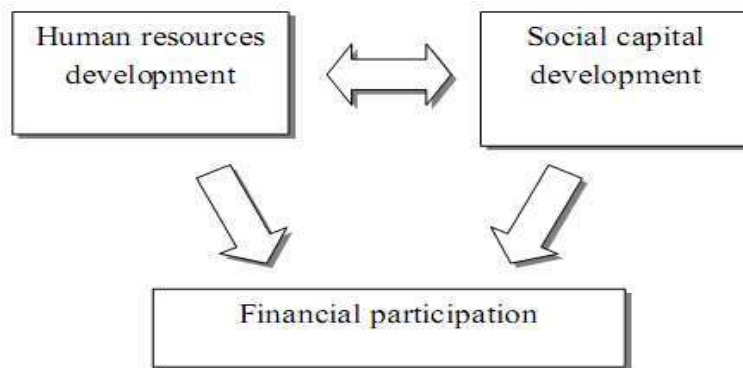 Human resources
development
Social capital
development
Financial participation